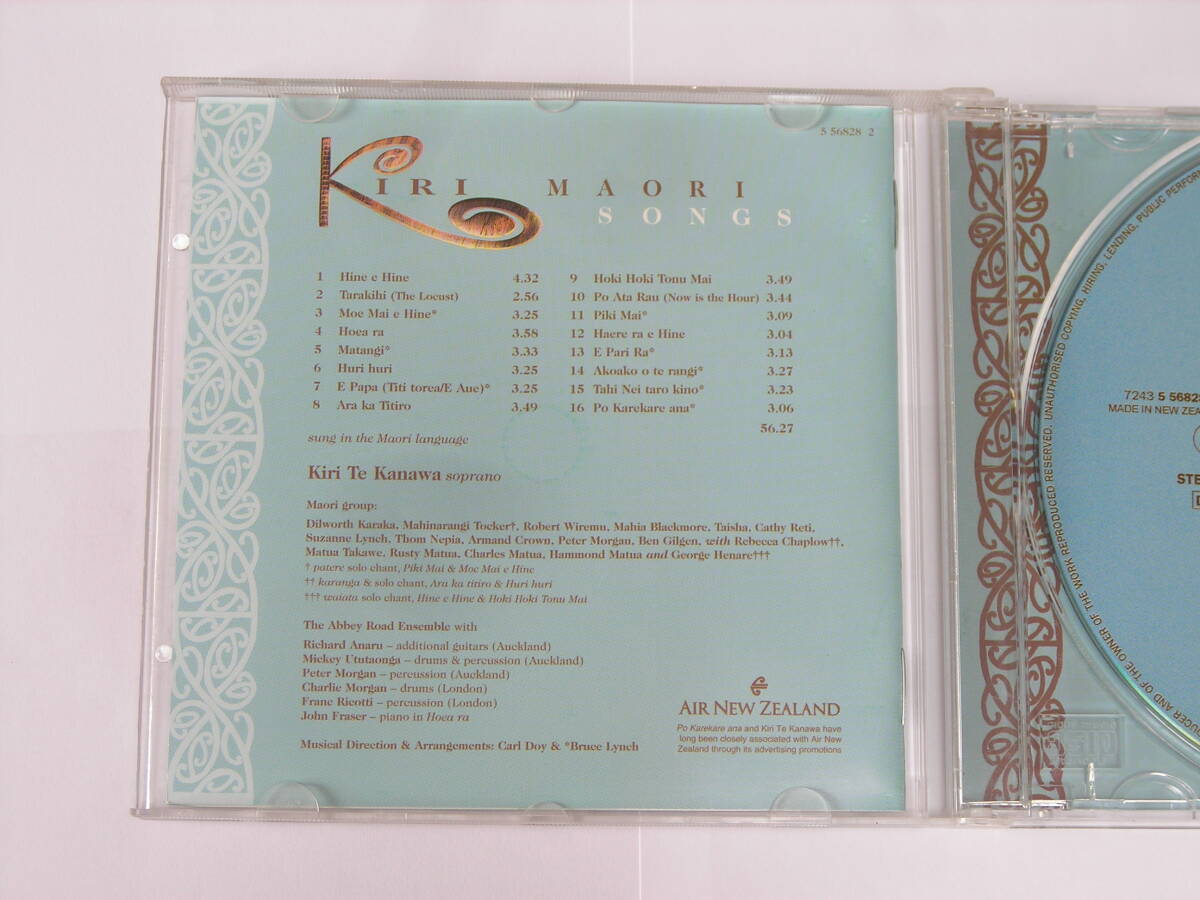 5 56828 2
KIRI MAORI
SONGS
1 Hine e Hine 4.32
2 Tarakihi (The Locust) 2.56
3 Moe Mai e Hine* 3.25
4 Hoea ra 3.58
5 Matangi* 3.33
6 Huri huri 3.25
7 E Papa (Titi torea/E Aue)* 3.25
8 Ara ka Titiro 3.49
9 Hoki Hoki Tonu Mai 3.49
10 Po Ata Rau (Now is the Hour) 3.44
11 Piki Mai* 3.09
12 Haere ra e Hine 3.04
13 E Pari Ra* 3.13
14 Akoako o te rangi* 3.27
15 Tahi Nei taro kino* 3.23
16 Po Karekare ana* 3.06
56.27
sung in the Maori language
Kiri Te Kanawa soprano
Maori group:
Dilworth Karaka, Mahinarangi Tocker†, Robert Wiremu, Mahia Blackmore, Taisha, Cathy Reti,
Suzanne Lynch, Thom Nepia, Armand Crown, Peter Morgan, Ben Gilgen, with Rebecca Chaplow††,
Matua Takawe, Rusty Matua, Charles Matua, Hammond Matua and George Henare†††
† patere solo chant, Piki Mai & Moe Mai e Hine
†† karanga & solo chant, Ara ka titiro & Huri huri
††† waiata solo chant, Hine e Hine & Hoki Hoki Tonu Mai
The Abbey Road Ensemble with
Richard Anaru – additional guitars (Auckland)
Mickey Ututaonga – drums & percussion (Auckland)
Peter Morgan – percussion (Auckland)
Charlie Morgan – drums (London)
Franc Ricotti – percussion (London)
John Fraser – piano in Hoea ra
Musical Direction & Arrangements: Carl Doy & *Bruce Lynch
AIR NEW ZEALAND
Po Karekare ana and Kiri Te Kanawa have
long been closely associated with Air New
Zealand through its advertising promotions
7243 5 56828
MADE IN NEW ZEA
STE
DUCER AND OF THE OWNER OF THE WORK REPRODUCED RESERVED. UNAUTHORISED COPYING, HIRING, LENDING, PUBLIC PERFORM